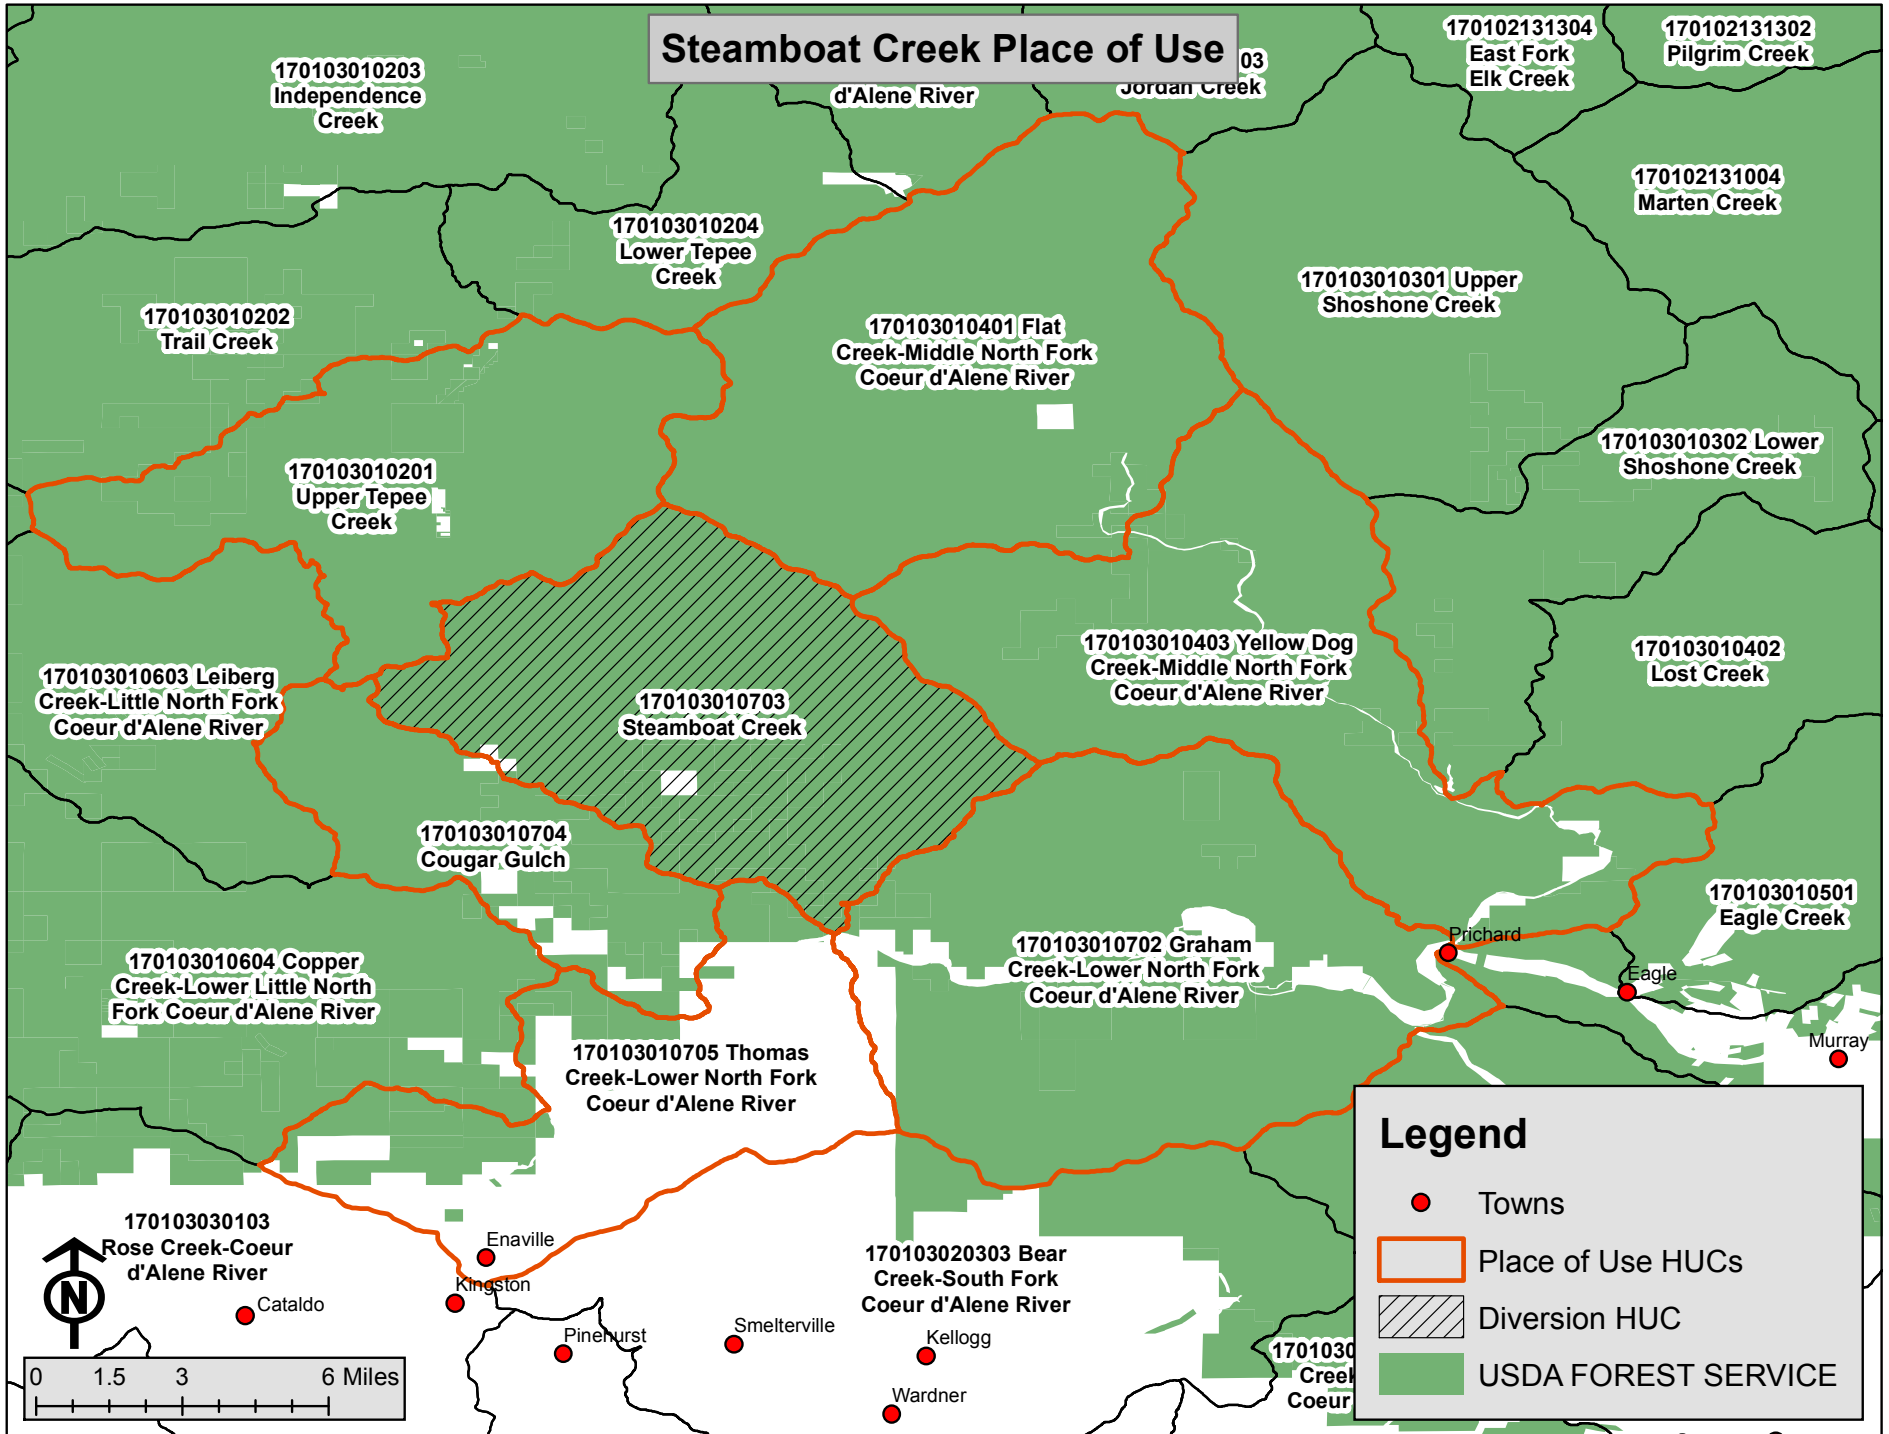 Steamboat Creek Place of Use
170103010203
Independence
Creek
d'Alene River
03
Jordan Creek
170102131304
East Fork
Elk Creek
170102131302
Pilgrim Creek
170102131004
Marten Creek
170103010204
Lower Tepee
Creek
170103010202
Trail Creek
170103010401 Flat
Creek-Middle North Fork
Coeur d'Alene River
170103010301 Upper
Shoshone Creek
170103010302 Lower
Shoshone Creek
170103010201
Upper Tepee
Creek
170103010603 Leiberg
Creek-Little North Fork
Coeur d'Alene River
170103010703
Steamboat Creek
170103010403 Yellow Dog
Creek-Middle North Fork
Coeur d'Alene River
170103010402
Lost Creek
170103010704
Cougar Gulch
170103010501
Eagle Creek
170103010604 Copper
Creek-Lower Little North
Fork Coeur d'Alene River
170103010702 Graham
Creek-Lower North Fork
Coeur d'Alene River
Prichard
Eagle
Murray
170103010705 Thomas
Creek-Lower North Fork
Coeur d'Alene River
170103030103
Rose Creek-Coeur
d'Alene River
170103020303 Bear
Creek-South Fork
Coeur d'Alene River
Enaville
Kingston
Cataldo
Pinehurst
Smelterville
Kellogg
Wardner
170103
Creek
Coeur
N
0 1.5 3 6 Miles
Legend
Towns
Place of Use HUCs
Diversion HUC
USDA FOREST SERVICE